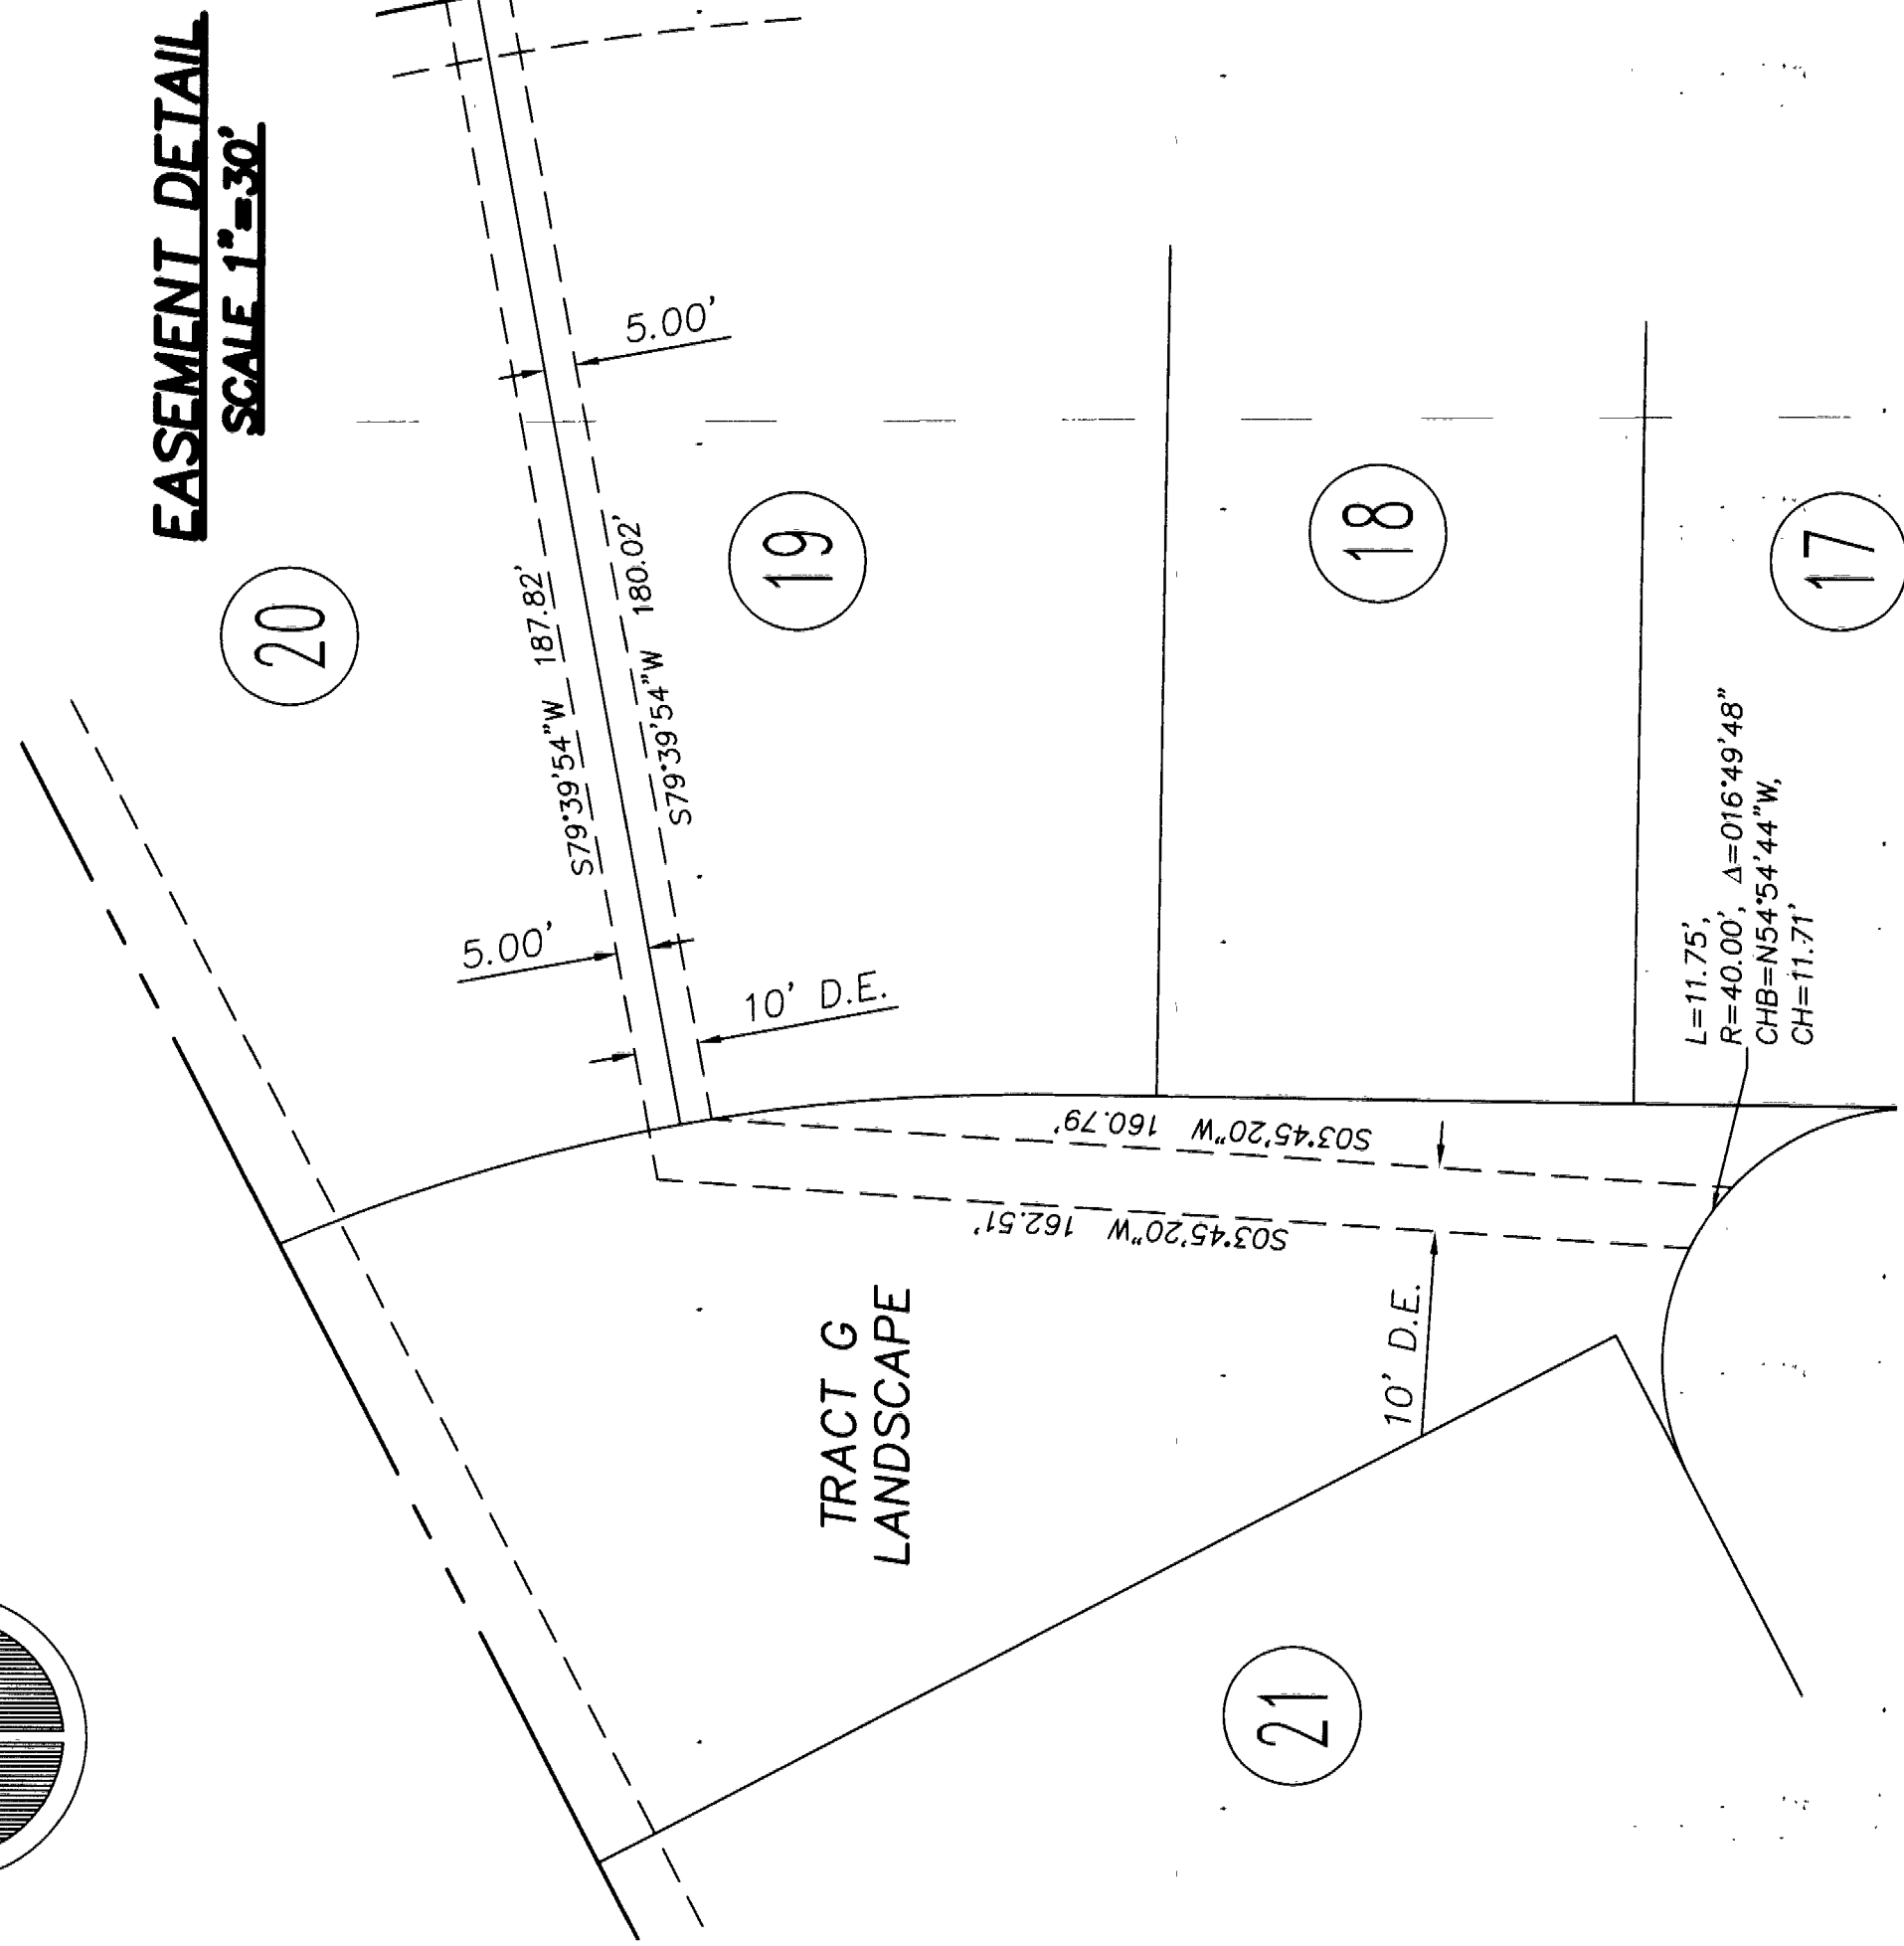 EASEMENT DETAIL
SCALE 1"=30'
20
5.00'
S79°39'54"W 187.82'
S79°39'54"W 180.02'
5.00'
10' D.E.
19
18
17
S03°45'20"W 160.79'
S03°45'20"W 162.51'
10' D.E.
TRACT G
LANDSCAPE
L=11.75',
R=40.00', Δ=016°49'48"
CHB=N54°54'44"W,
CH=11.71'
21